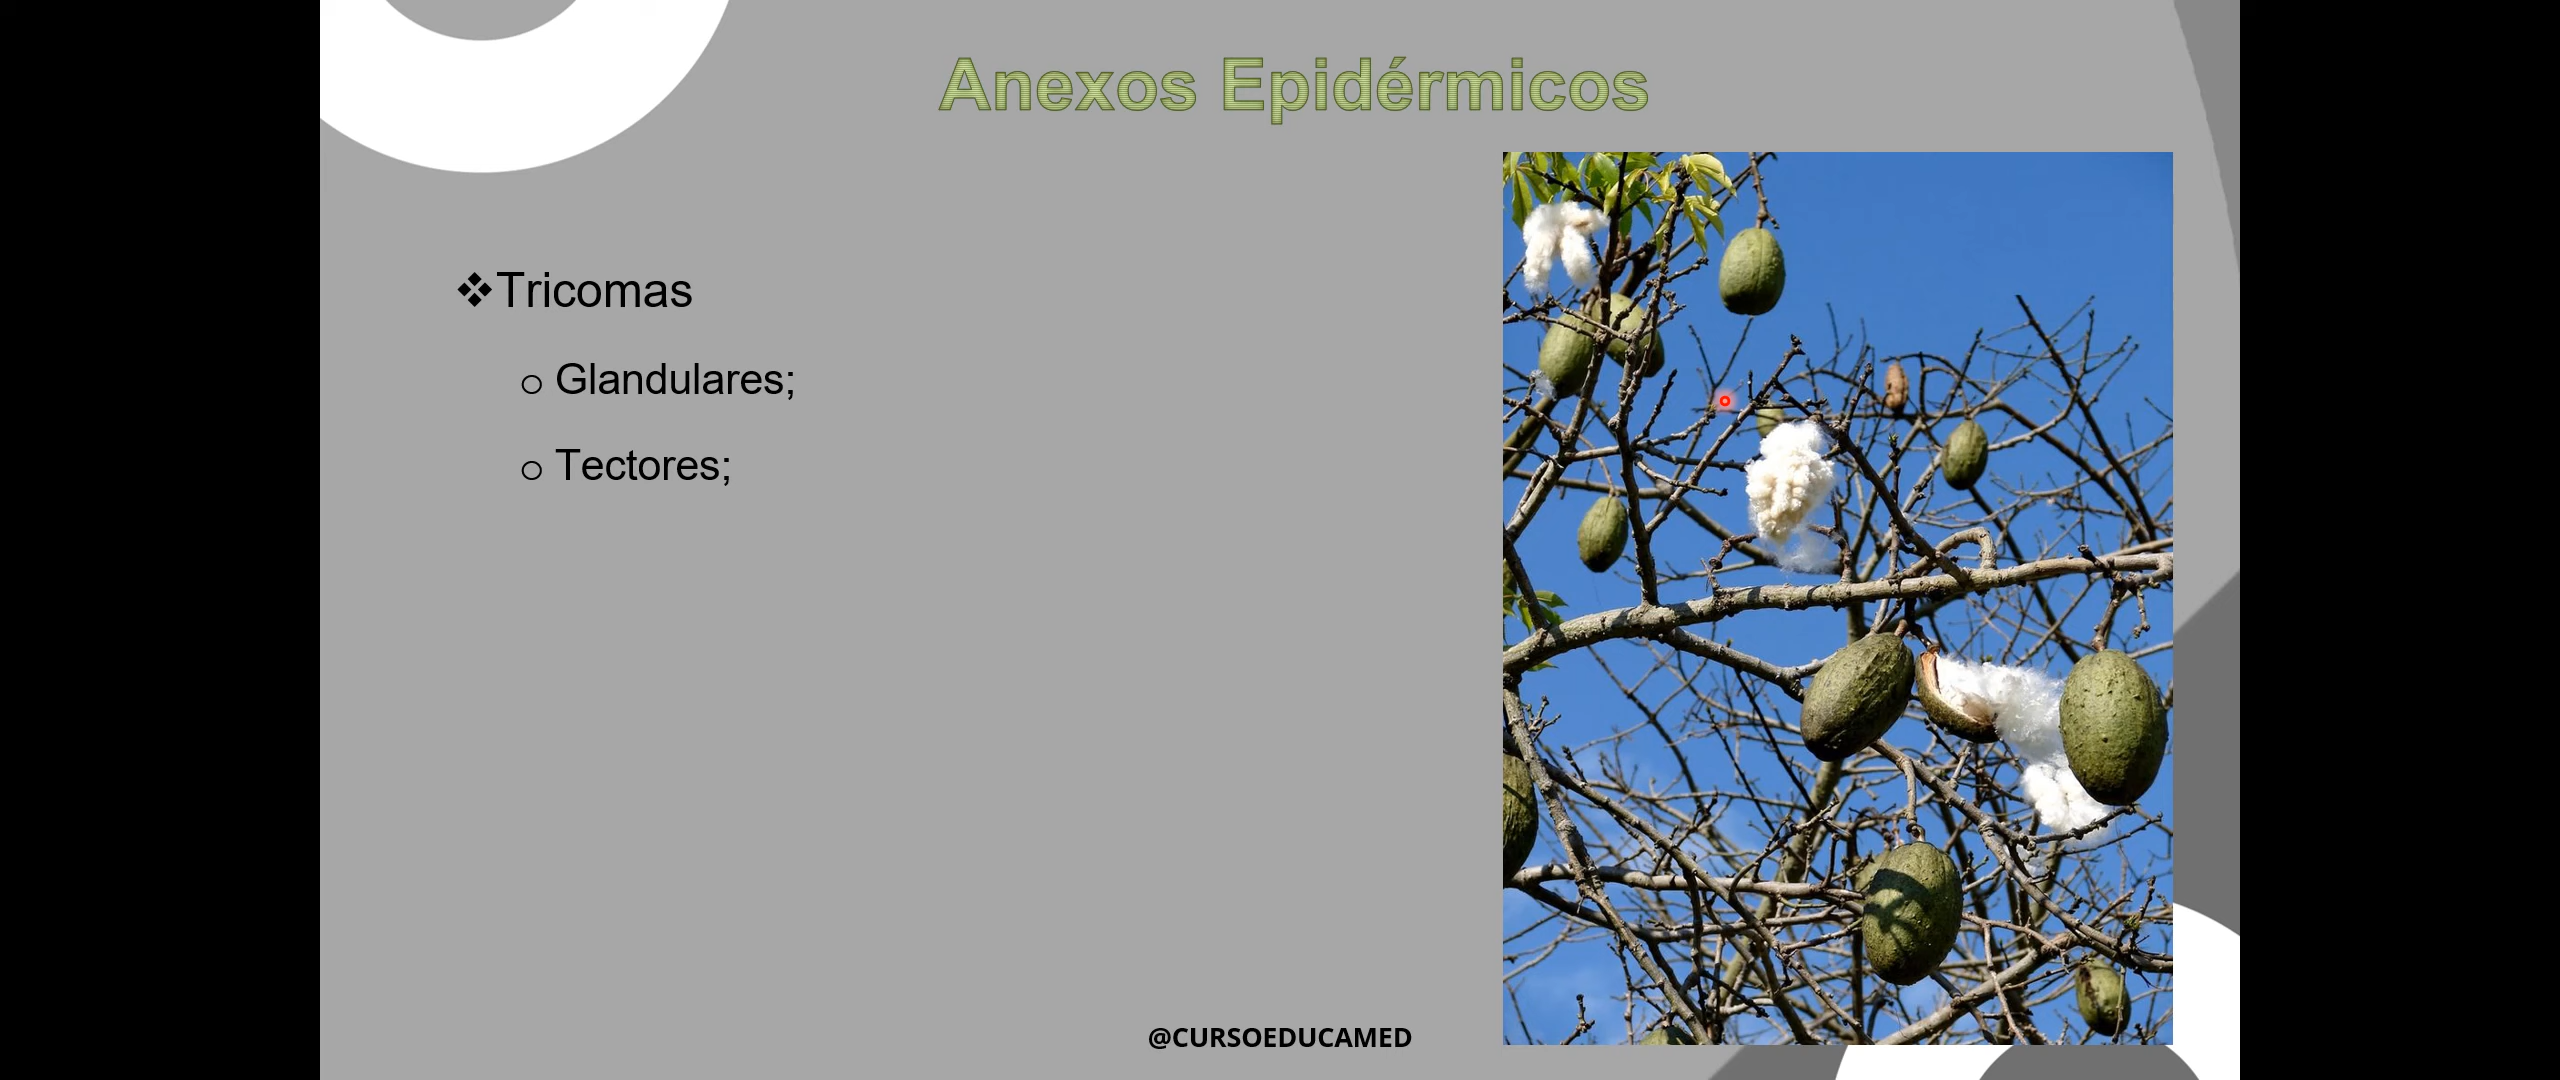 Anexos Epidérmicos
Tricomas
Glandulares;
Tectores;
@CURSOEDUCAMED